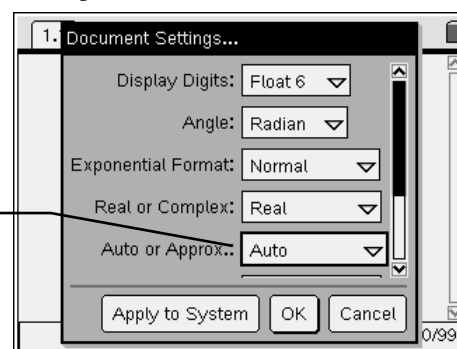 1.
Document Settings...
Display Digits: Float 6
Angle: Radian
Exponential Format: Normal
Real or Complex: Real
Auto or Approx.: Auto
Apply to System OK Cancel
0/99